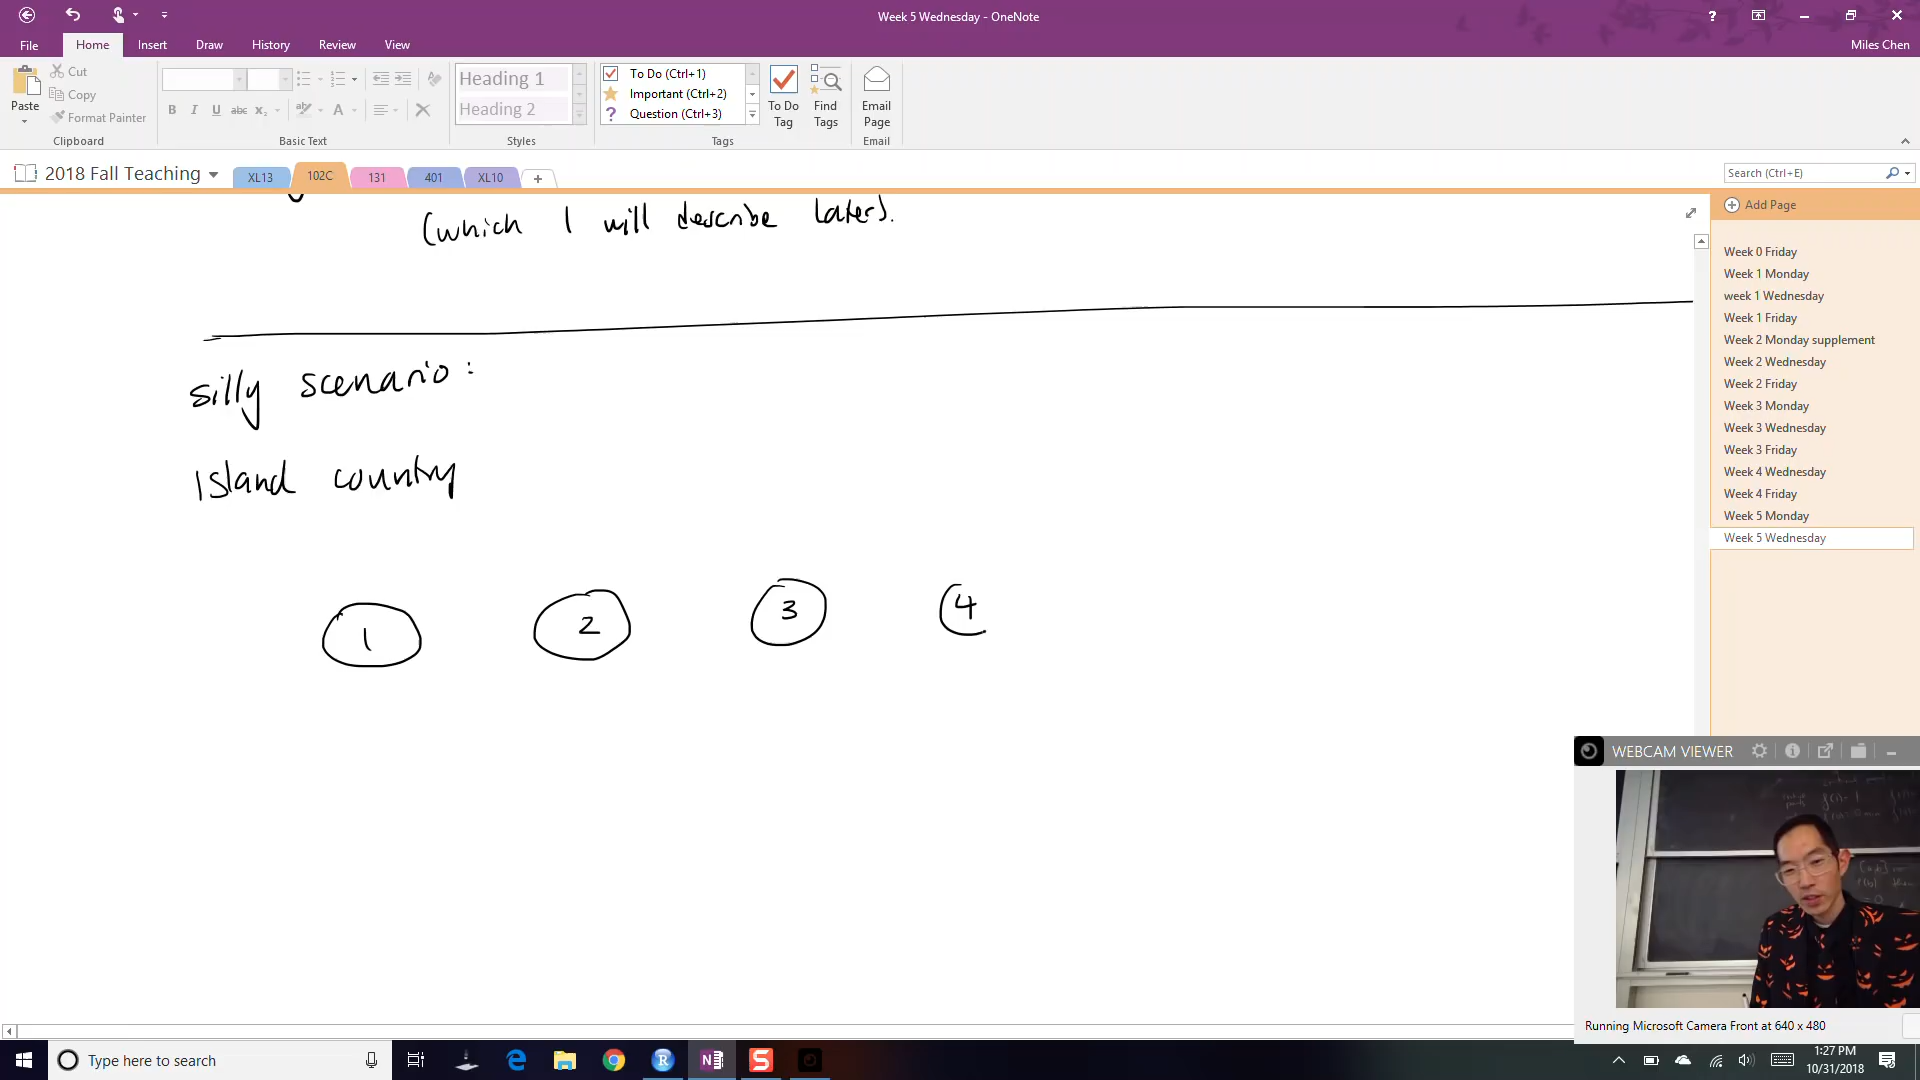 Week 5 Wednesday - OneNote
?
File Home Insert Draw History Review View
Miles Chen
Paste
Cut
Copy
Format Painter
Clipboard
B I U abc x₂ A
Basic Text
Heading 1
Heading 2
Styles
To Do (Ctrl+1)
Important (Ctrl+2)
? Question (Ctrl+3)
To Do Tag
Find Tags
Tags
Email Page
Email
2018 Fall Teaching
XL13 102C 131 401 XL10 +
Search (Ctrl+E)
(which I will describe later).
silly scenario:
Island country
1 2 3 4
Add Page
Week 0 Friday
Week 1 Monday
week 1 Wednesday
Week 1 Friday
Week 2 Monday supplement
Week 2 Wednesday
Week 2 Friday
Week 3 Monday
Week 3 Wednesday
Week 3 Friday
Week 4 Wednesday
Week 4 Friday
Week 5 Monday
Week 5 Wednesday
WEBCAM VIEWER
Running Microsoft Camera Front at 640 x 480
Type here to search
1:27 PM
10/31/2018